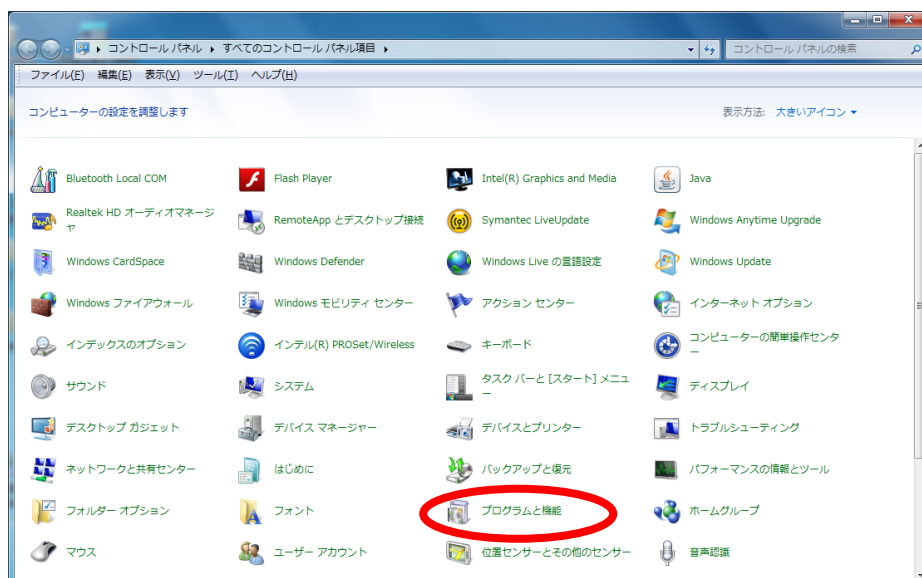 コントロール パネル ▸ すべてのコントロール パネル項目 ▸
コントロール パネルの検索
ファイル(F) 編集(E) 表示(V) ツール(T) ヘルプ(H)
コンピューターの設定を調整します
表示方法: 大きいアイコン
Bluetooth Local COM
Flash Player
Intel(R) Graphics and Media
Java
Realtek HD オーディオマネージ
ャ
RemoteApp とデスクトップ接続
Symantec LiveUpdate
Windows Anytime Upgrade
Windows CardSpace
Windows Defender
Windows Live の言語設定
Windows Update
Windows ファイアウォール
Windows モビリティ センター
アクション センター
インターネット オプション
インデックスのオプション
インテル(R) PROSet/Wireless
キーボード
コンピューターの簡単操作センタ
ー
サウンド
システム
タスク バーと [スタート] メニュ
ー
ディスプレイ
デスクトップ ガジェット
デバイス マネージャー
デバイスとプリンター
トラブルシューティング
ネットワークと共有センター
はじめに
バックアップと復元
パフォーマンスの情報とツール
フォルダー オプション
フォント
プログラムと機能
ホームグループ
マウス
ユーザー アカウント
位置センサーとその他のセンサー
音声認識